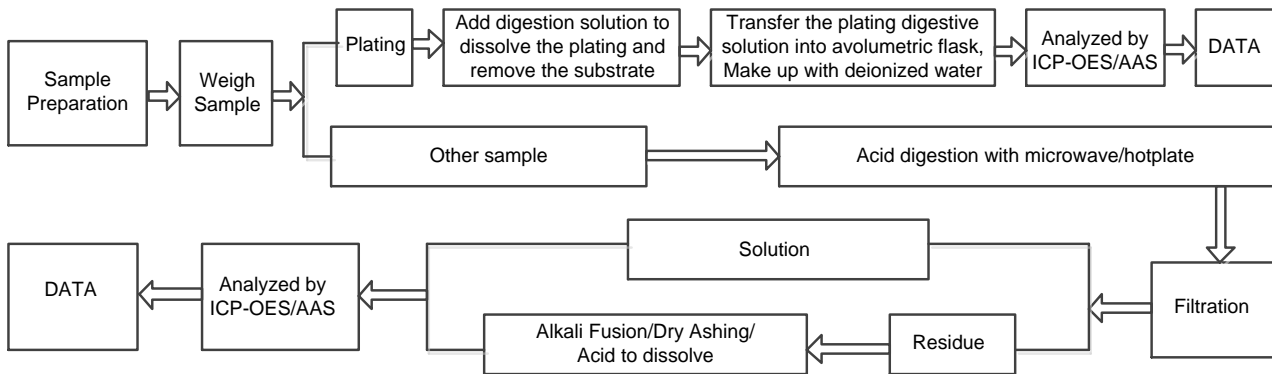 Sample
Preparation
Weigh
Sample
Plating
Add digestion solution to
dissolve the plating and
remove the substrate
Transfer the plating digestive
solution into avolumetric flask,
Make up with deionized water
Analyzed by
ICP-OES/AAS
DATA
Other sample
Acid digestion with microwave/hotplate
Filtration
Solution
Residue
Alkali Fusion/Dry Ashing/
Acid to dissolve
Analyzed by
ICP-OES/AAS
DATA